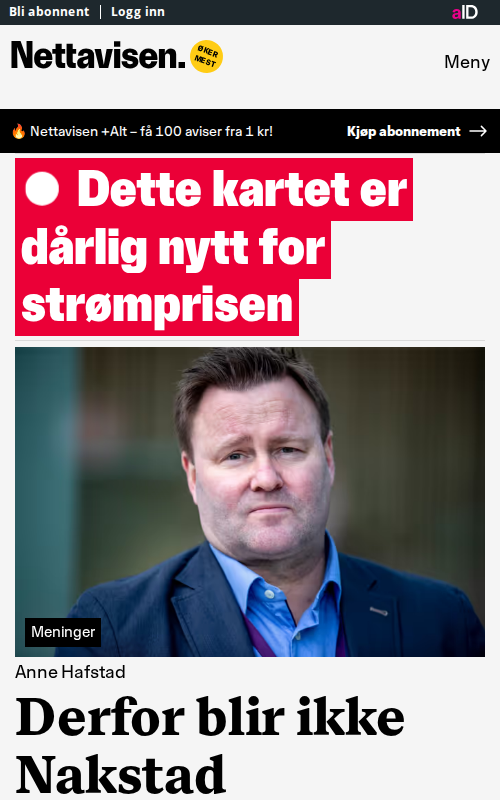 Bli abonnent | Logg inn
aID
Nettavisen.
ØKER
MEST
Meny
Nettavisen +Alt – få 100 aviser fra 1 kr!
Kjøp abonnement
Dette kartet er
dårlig nytt for
strømprisen
Meninger
Anne Hafstad
Derfor blir ikke
Nakstad